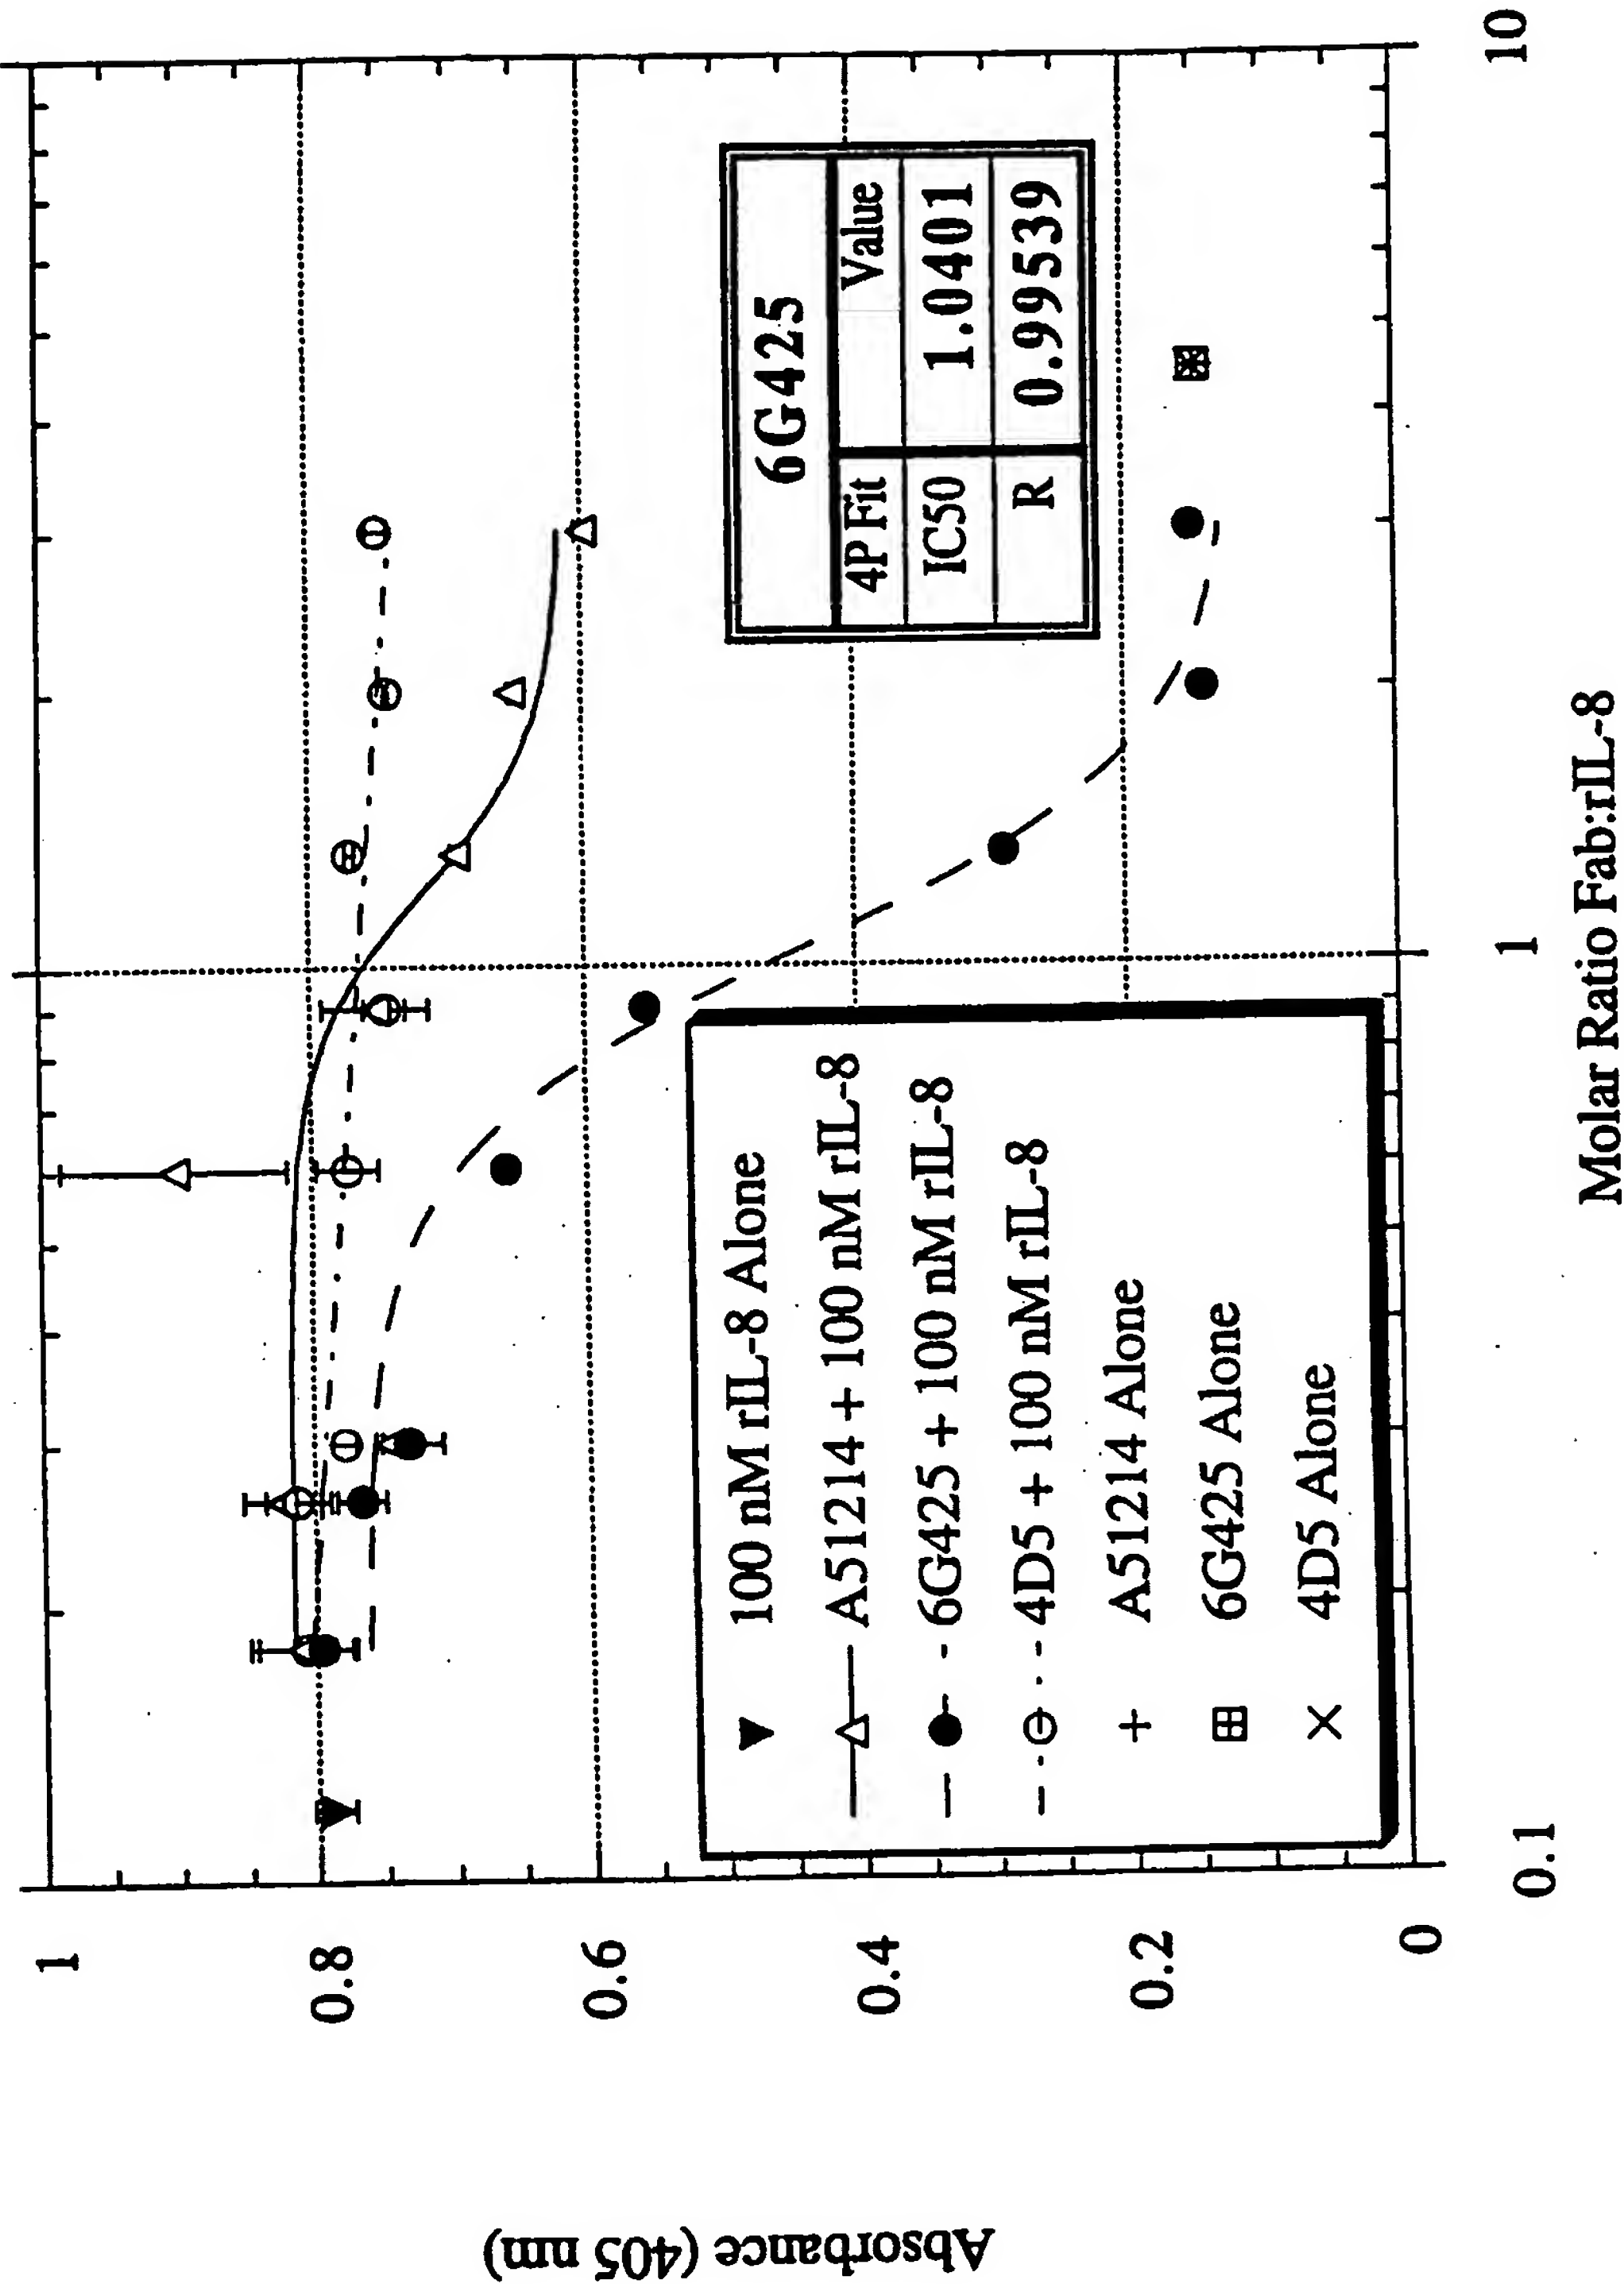 Absorbance (405 nm)
1
0.8
0.6
0.4
0.2
0
100 nM rIL-8 Alone
A51214 + 100 nM rIL-8
6G425 + 100 nM rIL-8
4D5 + 100 nM rIL-8
A51214 Alone
6G425 Alone
4D5 Alone
6G425
4P Fit Value
IC50 1.0401
R 0.99539
0.1
1
10
Molar Ratio Fab:rIL-8